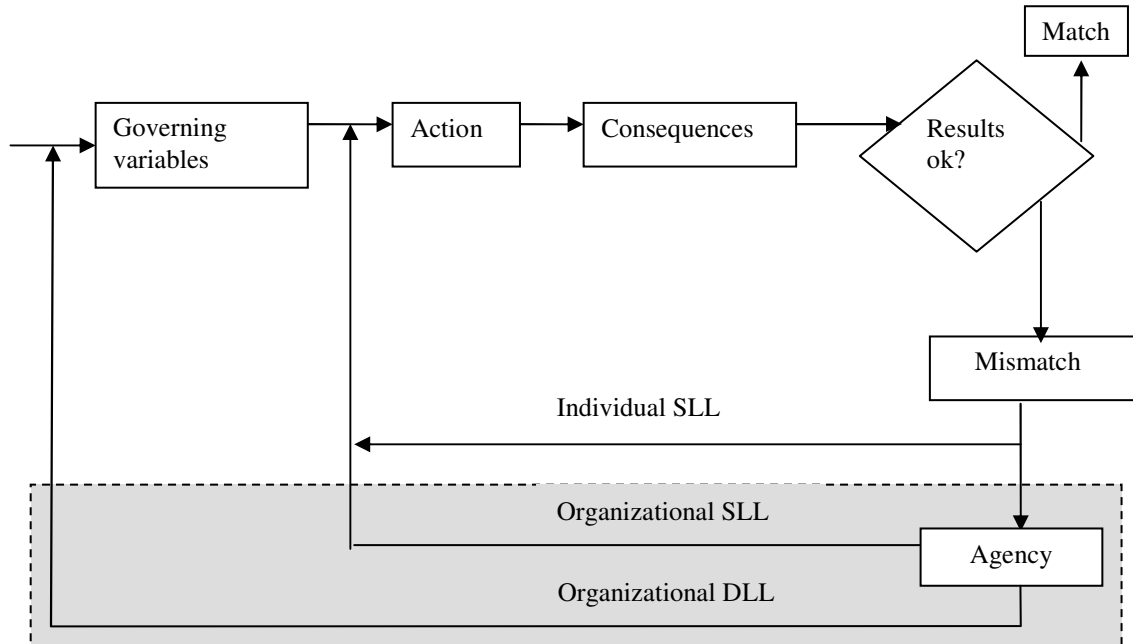 Match
Governing
variables
Action
Consequences
Results
ok?
Mismatch
Individual SLL
Organizational SLL
Agency
Organizational DLL